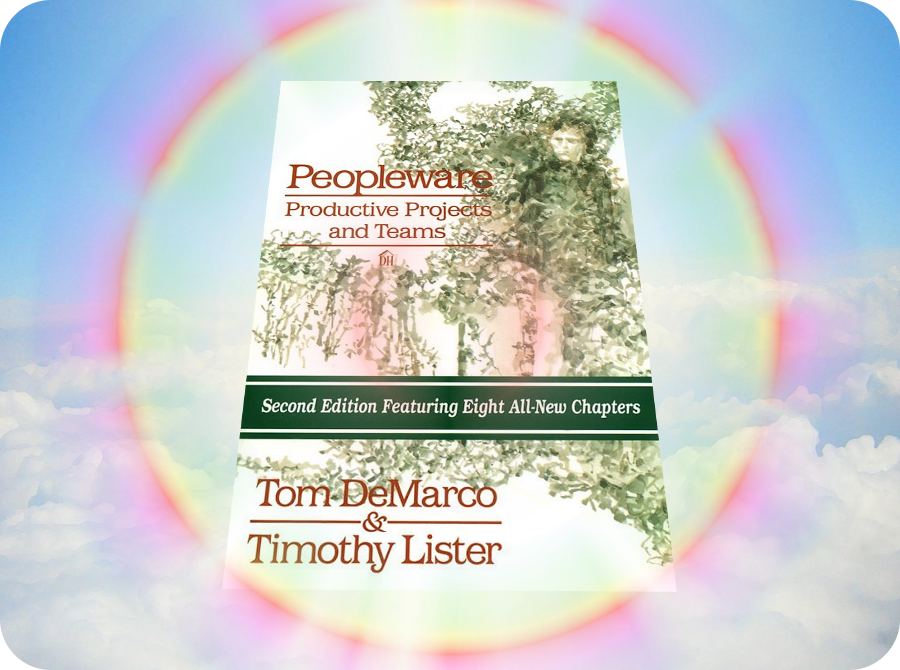 Peopleware
Productive Projects
and Teams
DH
Second Edition Featuring Eight All-New Chapters
Tom DeMarco
&
Timothy Lister